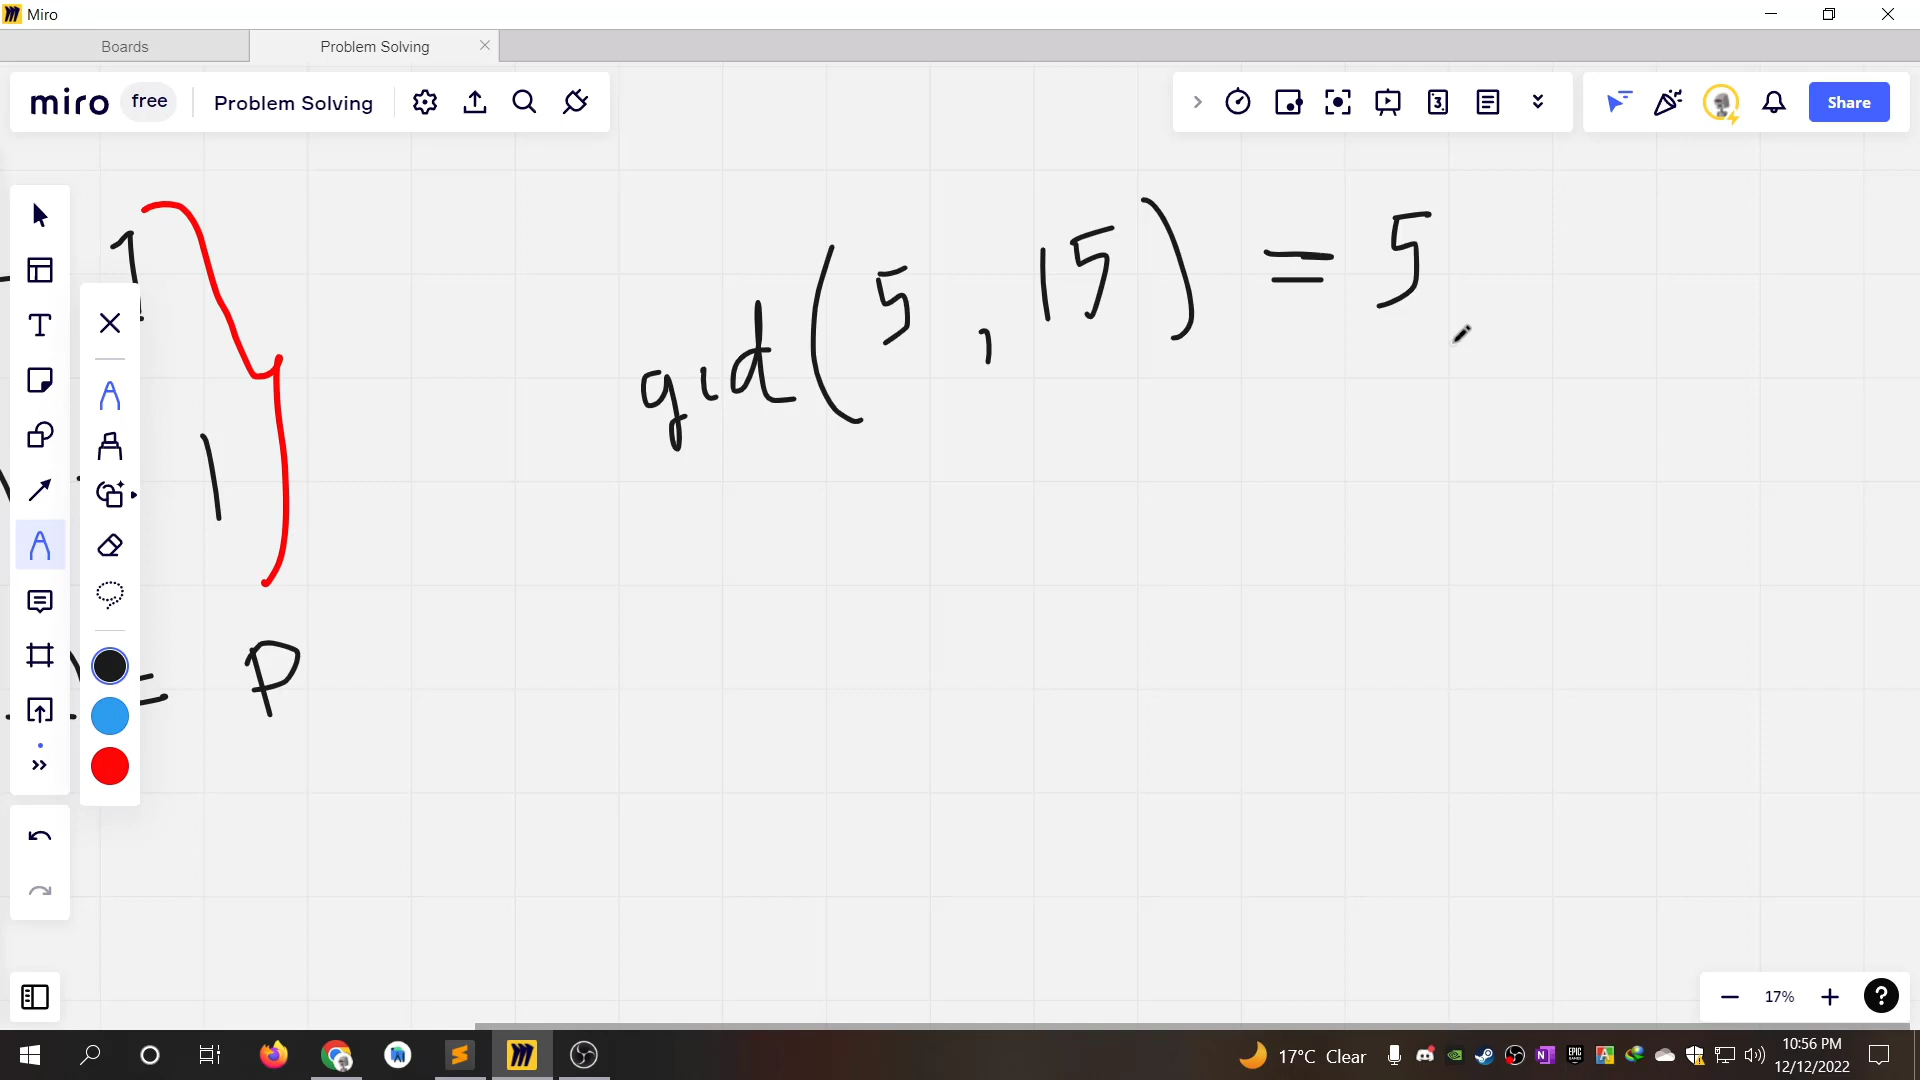 Miro
Boards
Problem Solving
miro
free
Problem Solving
3
Share
1
gcd(5, 15) = 5
1
= P
17%
?
17°C Clear
10:56 PM
12/12/2022